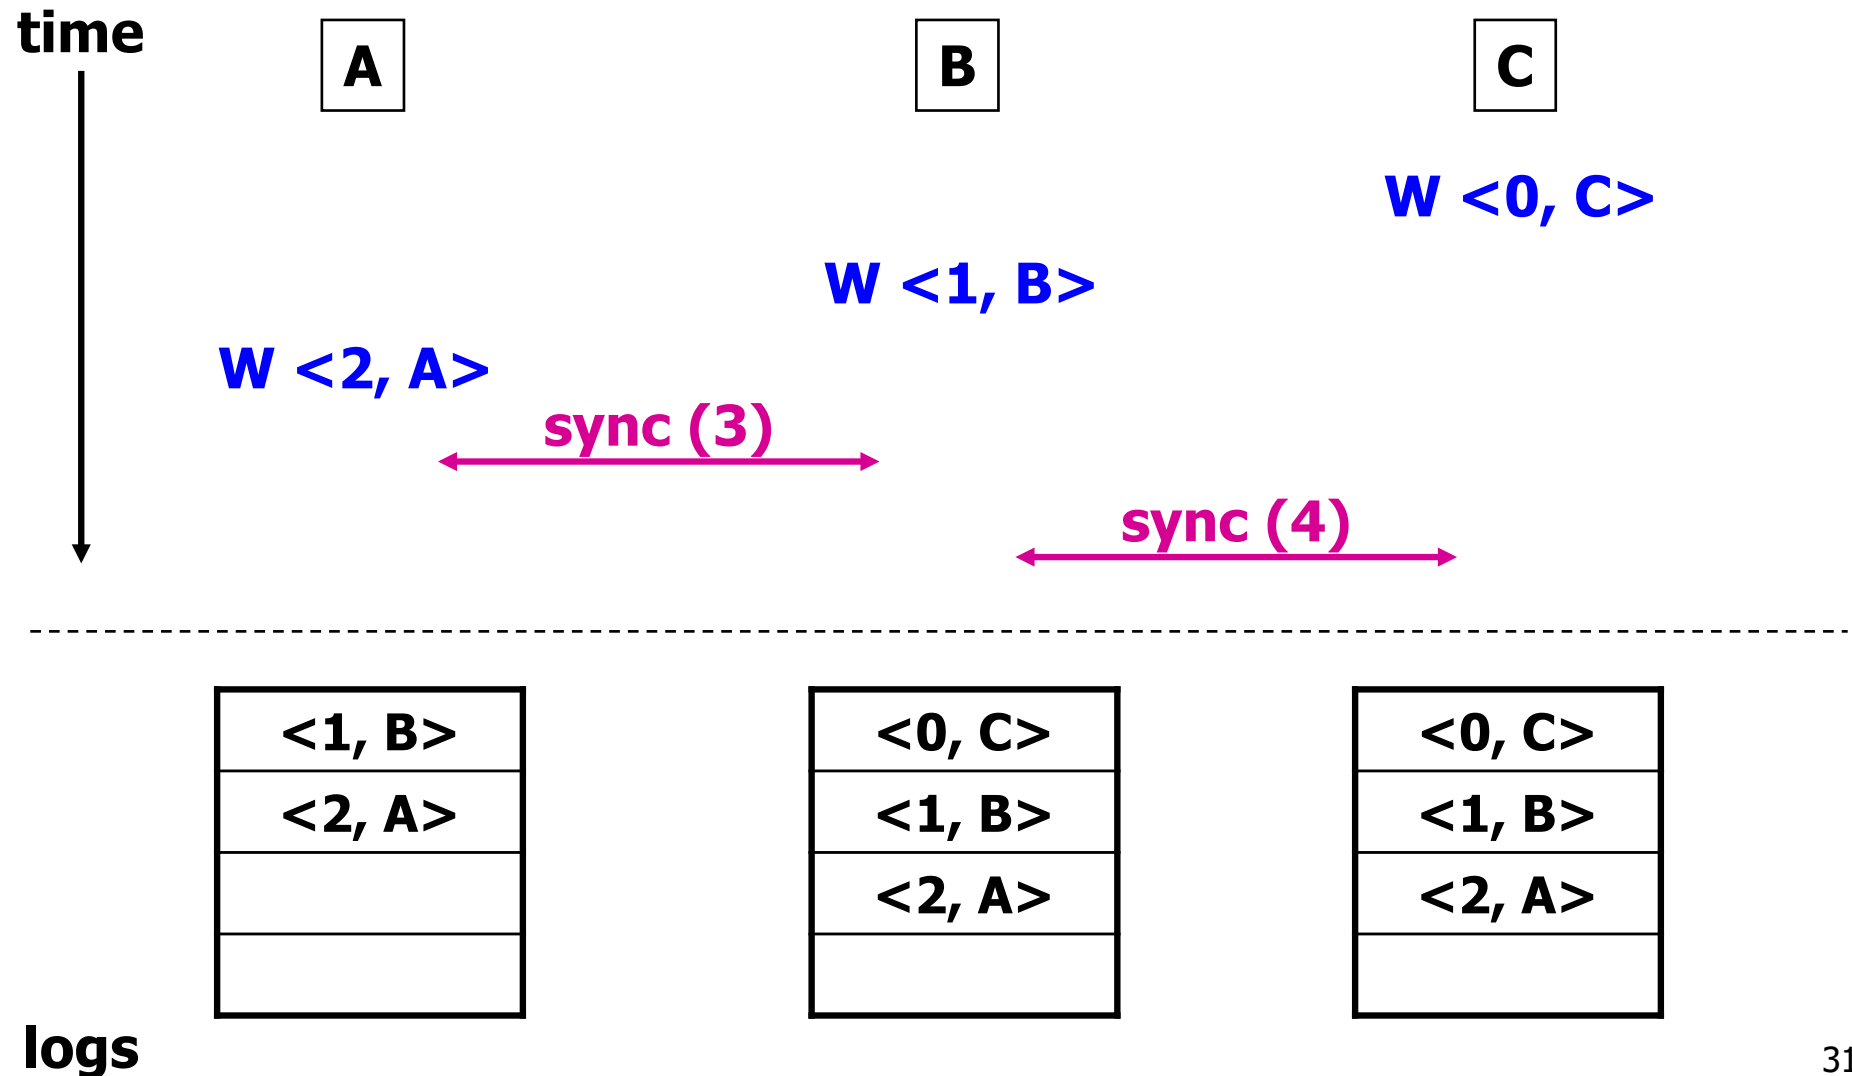 time
A B C
W <0, C>
W <1, B>
W <2, A>
sync (3)
sync (4)
<1, B> <0, C> <0, C>
<2, A> <1, B> <1, B>
<2, A> <2, A>
logs
31